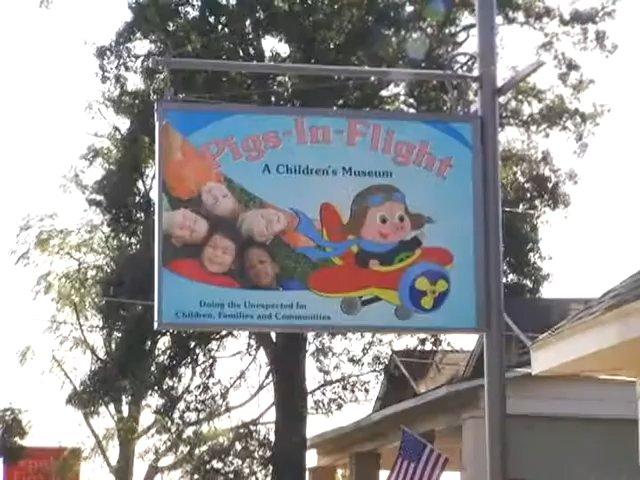 Pigs-In-Flight
A Children's Museum
Doing the Unexpected for
Children, Families and Communities